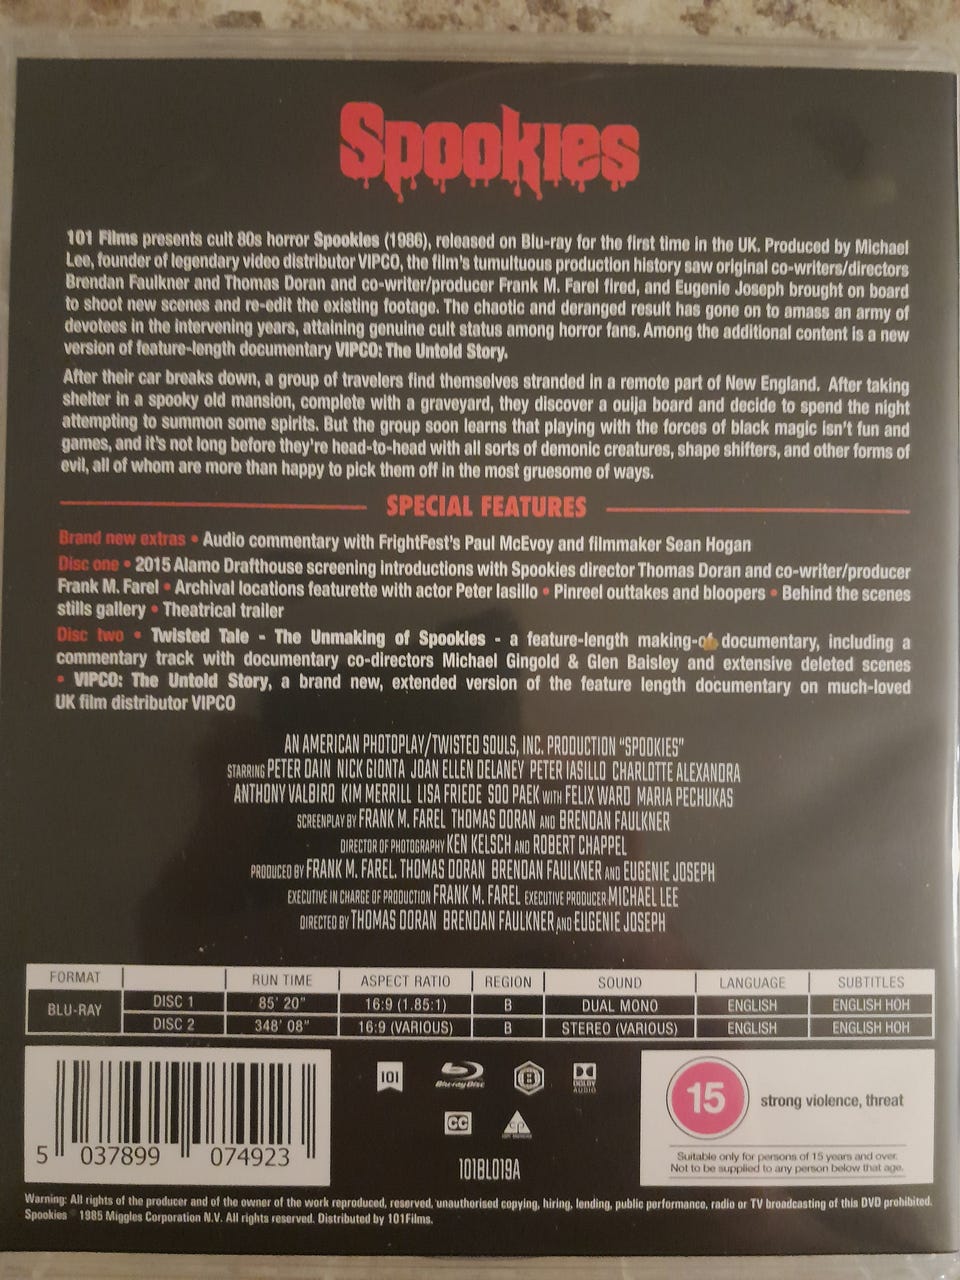 Spookies
101 Films presents cult 80s horror Spookies (1986), released on Blu-ray for the first time in the UK. Produced by Michael
Lee, founder of legendary video distributor VIPCO, the film's tumultuous production history saw original co-writers/directors
Brendan Faulkner and Thomas Doran and co-writer/producer Frank M. Farel fired, and Eugenie Joseph brought on board
to shoot new scenes and re-edit the existing footage. The chaotic and deranged result has gone on to amass an army of
devotees in the intervening years, attaining genuine cult status among horror fans. Among the additional content is a new
version of feature-length documentary VIPCO: The Untold Story.
After their car breaks down, a group of travelers find themselves stranded in a remote part of New England. After taking
shelter in a spooky old mansion, complete with a graveyard, they discover a ouija board and decide to spend the night
attempting to summon some spirits. But the group soon learns that playing with the forces of black magic isn't fun and
games, and it's not long before they're head-to-head with all sorts of demonic creatures, shape shifters, and other forms of
evil, all of whom are more than happy to pick them off in the most gruesome of ways.
SPECIAL FEATURES
Brand new extras • Audio commentary with FrightFest's Paul McEvoy and filmmaker Sean Hogan
Disc one • 2015 Alamo Drafthouse screening introductions with Spookies director Thomas Doran and co-writer/producer
Frank M. Farel • Archival locations featurette with actor Peter Iasillo • Pinreel outtakes and bloopers • Behind the scenes
stills gallery • Theatrical trailer
Disc two • Twisted Tale - The Unmaking of Spookies - a feature-length making-of documentary, including a
commentary track with documentary co-directors Michael Gingold & Glen Baisley and extensive deleted scenes
• VIPCO: The Untold Story, a brand new, extended version of the feature length documentary on much-loved
UK film distributor VIPCO
AN AMERICAN PHOTOPLAY/TWISTED SOULS, INC. PRODUCTION "SPOOKIES"
STARRING PETER DAIN NICK GIONTA JOAN ELLEN DELANEY PETER IASILLO CHARLOTTE ALEXANDRA
ANTHONY VALBIRO KIM MERRILL LISA FRIEDE SOO PAEK WITH FELIX WARD MARIA PECHUKAS
SCREENPLAY BY FRANK M. FAREL THOMAS DORAN AND BRENDAN FAULKNER
DIRECTOR OF PHOTOGRAPHY KEN KELSCH AND ROBERT CHAPPEL
PRODUCED BY FRANK M. FAREL. THOMAS DORAN BRENDAN FAULKNER AND EUGENIE JOSEPH
EXECUTIVE IN CHARGE OF PRODUCTION FRANK M. FAREL EXECUTIVE PRODUCER MICHAEL LEE
DIRECTED BY THOMAS DORAN BRENDAN FAULKNER AND EUGENIE JOSEPH
FORMAT RUN TIME ASPECT RATIO REGION SOUND LANGUAGE SUBTITLES
BLU-RAY
DISC 1 85' 20" 16:9 (1.85:1) B DUAL MONO ENGLISH ENGLISH HOH
DISC 2 348' 08" 16:9 (VARIOUS) B STEREO (VARIOUS) ENGLISH ENGLISH HOH
5 037899 074923
101
Blu-ray Disc
B
DOLBY
AUDIO
CC
101BL019A
15
strong violence, threat
Suitable only for persons of 15 years and over.
Not to be supplied to any person below that age.
Warning: All rights of the producer and of the owner of the work reproduced, reserved, unauthorised copying, hiring, lending, public performance, radio or TV broadcasting of this DVD prohibited.
Spookies © 1985 Miggles Corporation N.V. All rights reserved. Distributed by 101Films.